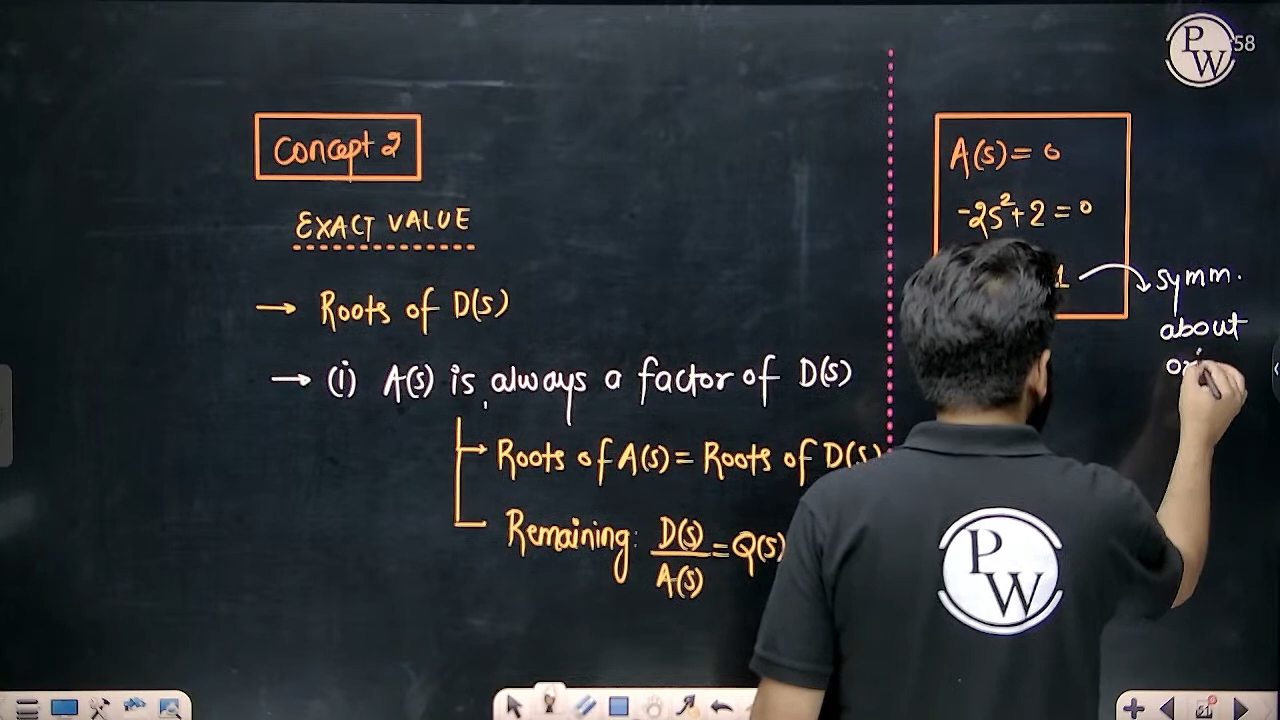 PW 58
Concept 2
EXACT VALUE
→ Roots of D(s)
→ (i) A(s) is always a factor of D(s)
→ Roots of A(s) = Roots of D(s)
Remaining: D(s)/A(s) = Q(s)
A(s) = 0
-2s²+2 = 0
1
symm.
about
PW